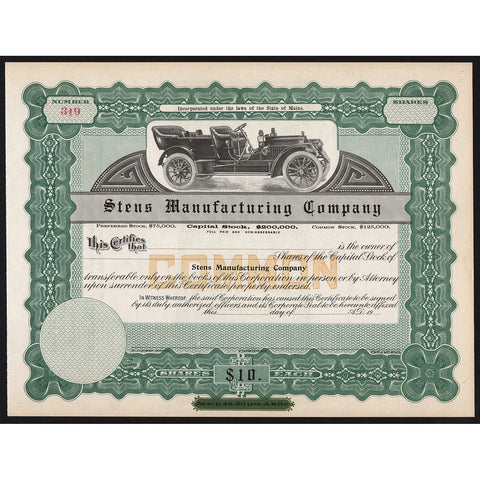 NUMBER
319
Incorporated under the laws of the State of Maine.
SHARES
Stens Manufacturing Company
PREFERRED STOCK, $75,000.
Capital Stock, $200,000.
COMMON STOCK, $125,000.
FULL PAID AND NON-ASSESSABLE
This Certifies that
is the owner of
Shares of the Capital Stock of
COMMON
Stens Manufacturing Company
transferable only on the books of this Corporation in person or by Attorney
upon surrender of this Certificate properly endorsed.
IN WITNESS WHEREOF, the said Corporation has caused this Certificate to be signed
by its duly authorized officers and its Corporate Seal to be hereunto affixed
this day of A.D. 19
SHARES
$10.
EACH